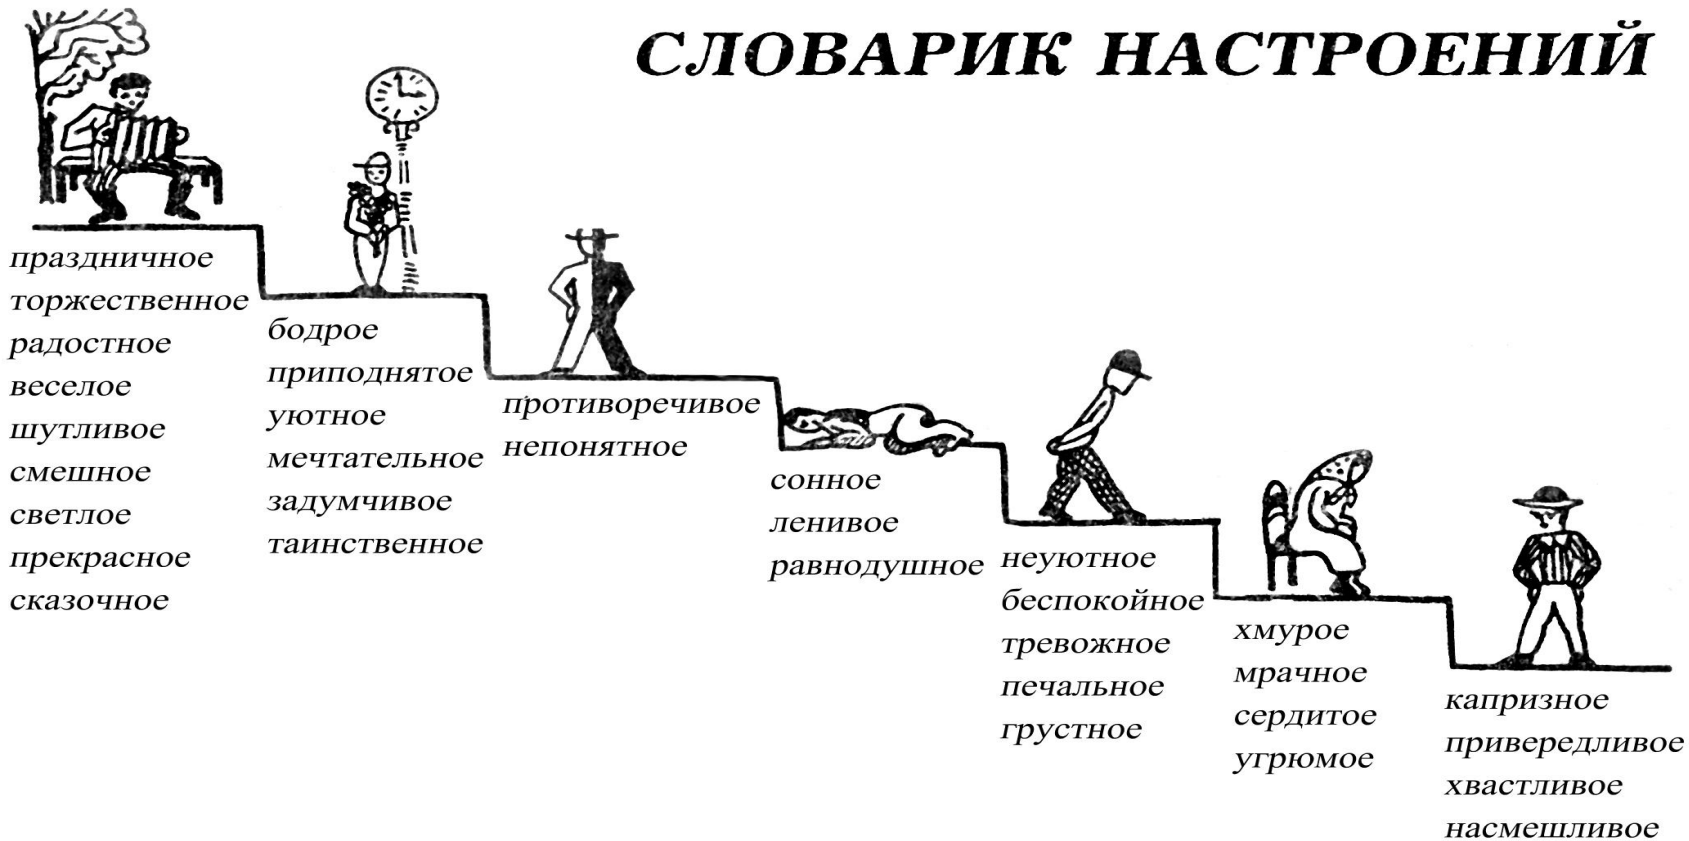 СЛОВАРИК НАСТРОЕНИЙ
праздничное
торжественное
радостное
веселое
шутливое
смешное
светлое
прекрасное
сказочное
бодрое
приподнятое
уютное
мечтательное
задумчивое
таинственное
противоречивое
непонятное
сонное
ленивое
равнодушное
неуютное
беспокойное
тревожное
печальное
грустное
хмурое
мрачное
сердитое
угрюмое
капризное
привередливое
хвастливое
насмешливое